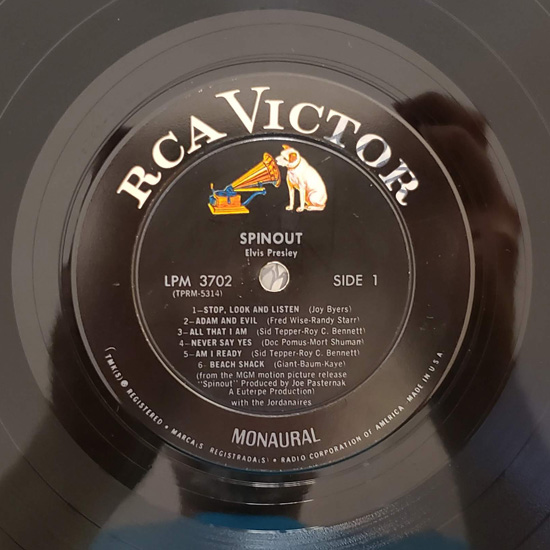 RCA VICTOR
SPINOUT
Elvis Presley
LPM 3702 SIDE 1
(TPRM-5314)
1—STOP, LOOK AND LISTEN (Joy Byers)
2—ADAM AND EVIL (Fred Wise-Randy Starr)
3—ALL THAT I AM (Sid Tepper-Roy C. Bennett)
4—NEVER SAY YES (Doc Pomus-Mort Shuman)
5—AM I READY (Sid Tepper-Roy C. Bennett)
6- BEACH SHACK (Giant-Baum-Kaye)
(from the MGM motion picture release
"Spinout" Produced by Joe Pasternak
A Euterpe Production)
with the Jordanaires
MONAURAL
TMK(S) ® REGISTERED • MARCA(S) REGISTRADA(S) • RADIO CORPORATION OF AMERICA. MADE IN U S A